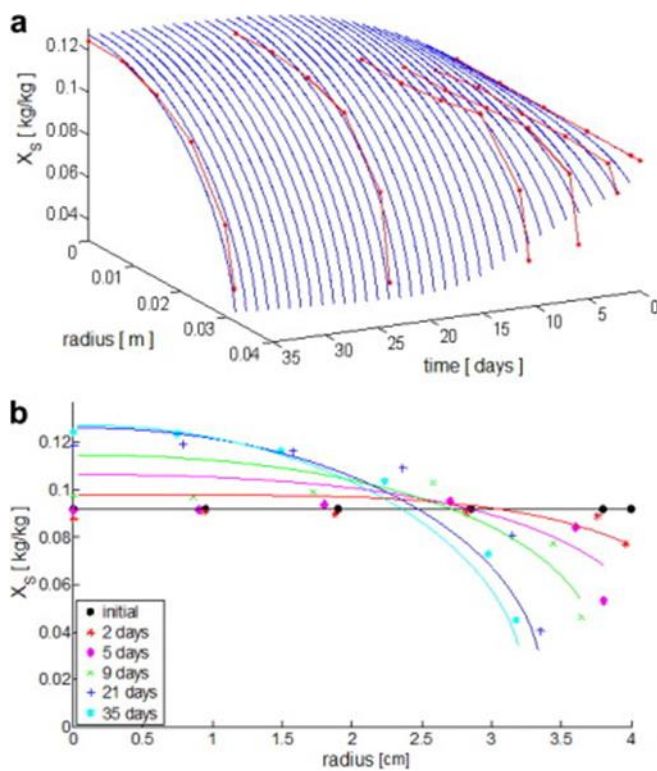 a
0.12
0.1
0.08
0.06
0.04
X_S [ kg/kg]
0
0.01
0.02
0.03
0.04
radius [ m ]
35
30
25
20
15
10
5
0
time [ days ]
b
0.12
0.1
0.08
0.06
0.04
0
X_S [ kg/kg]
initial
2 days
5 days
9 days
21 days
35 days
0
0.5
1
1.5
2
2.5
3
3.5
4
radius [cm]